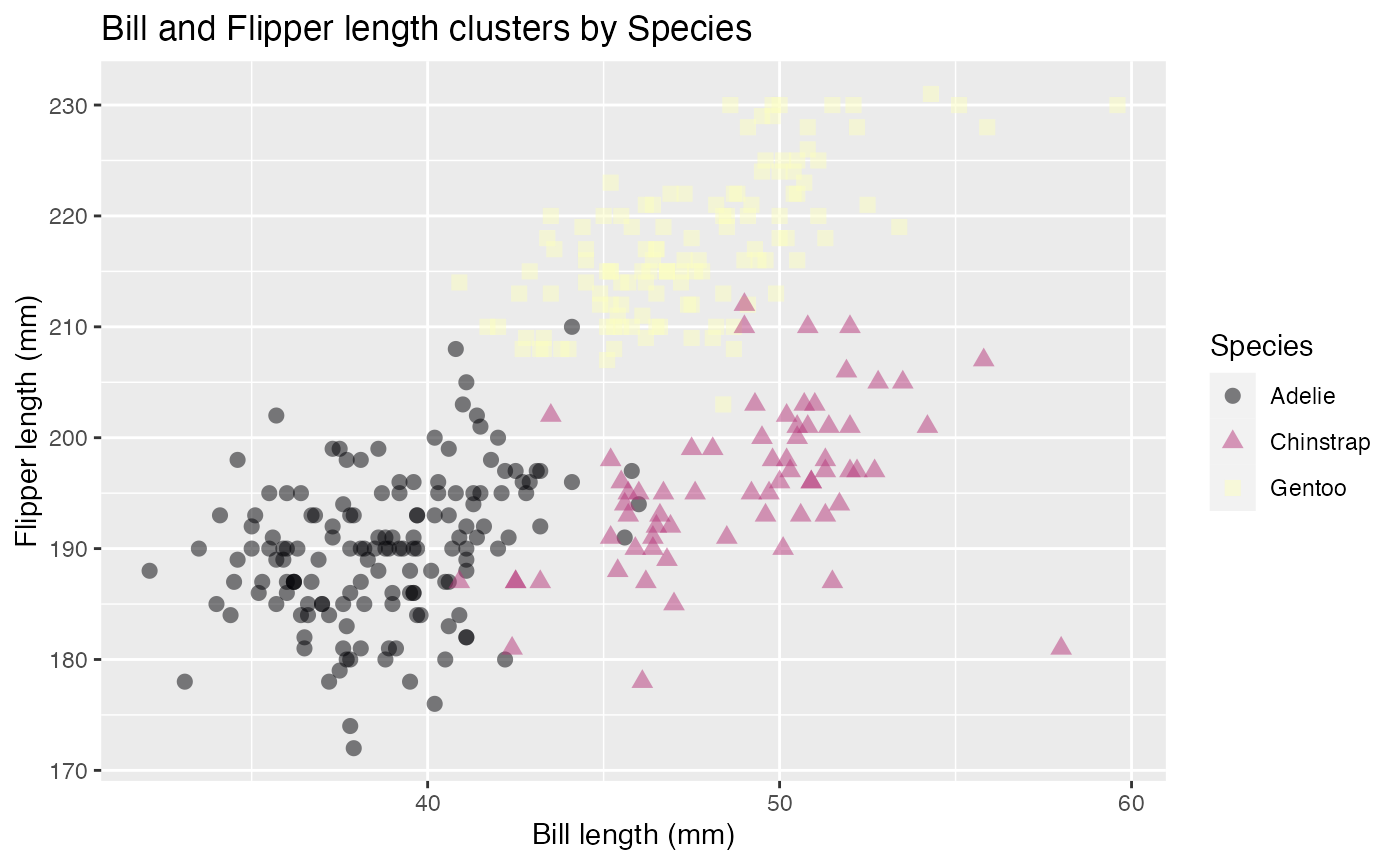 Bill and Flipper length clusters by Species
230
220
210
200
190
180
170
Flipper length (mm)
40 50 60
Bill length (mm)
Species
Adelie
Chinstrap
Gentoo